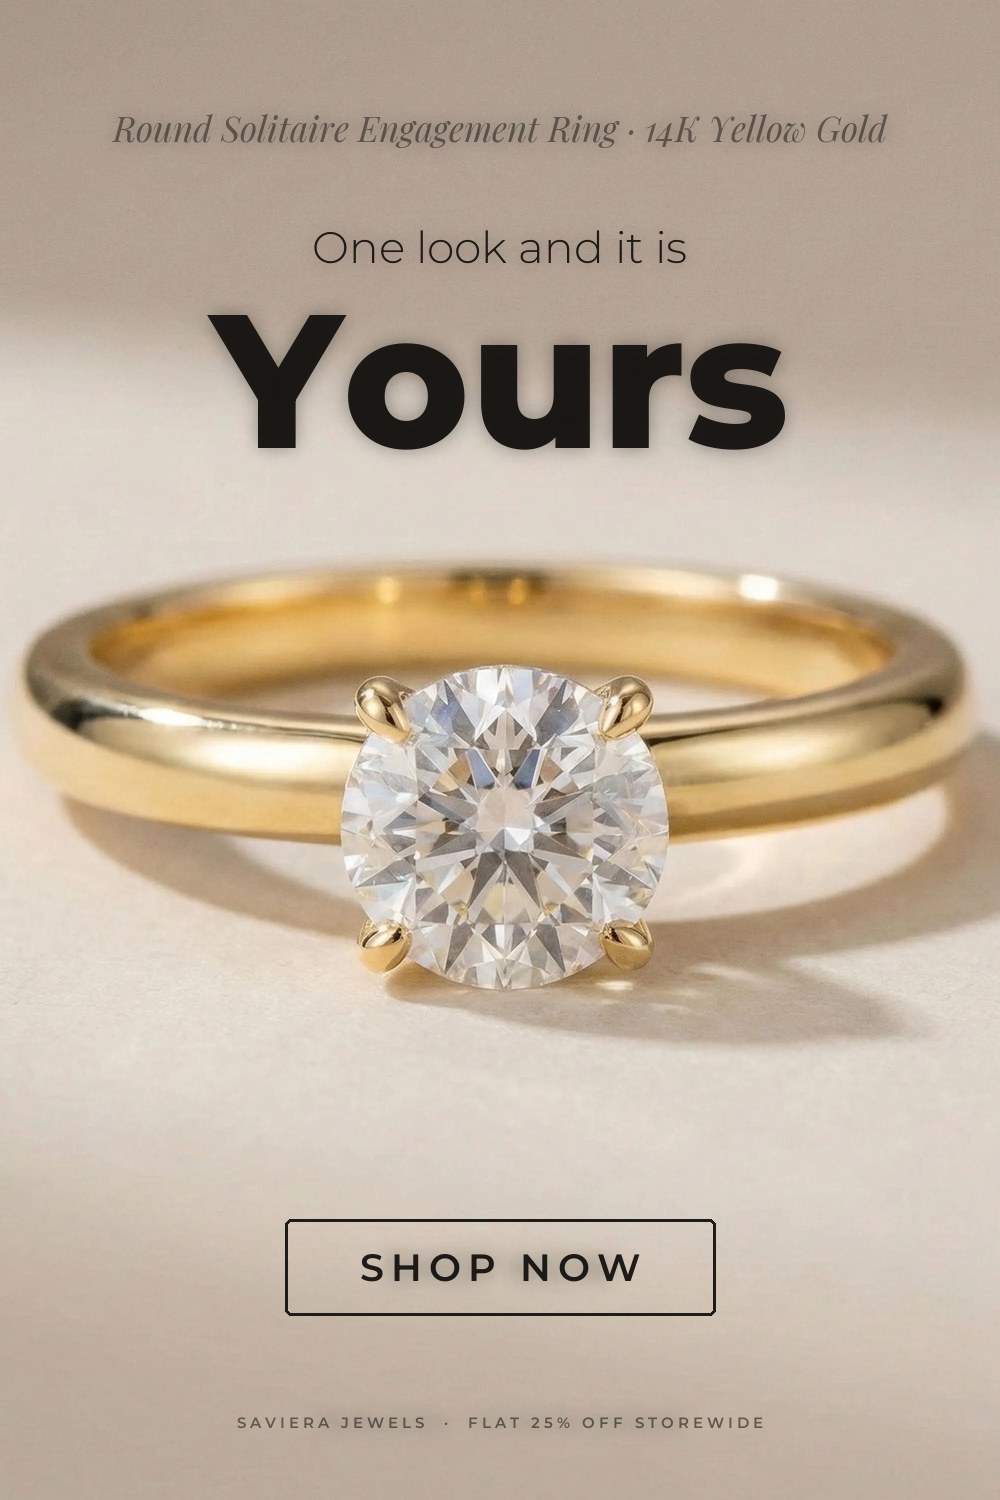 Round Solitaire Engagement Ring · 14K Yellow Gold
One look and it is
Yours
SHOP NOW
SAVIERA JEWELS · FLAT 25% OFF STOREWIDE